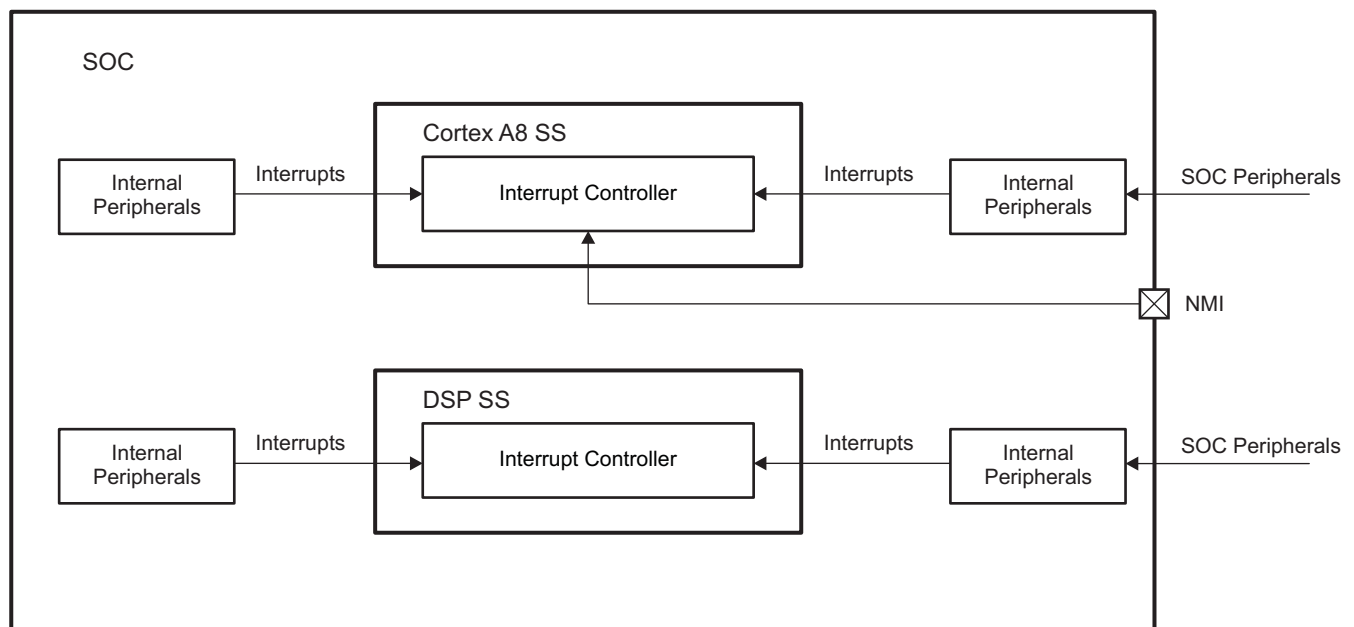 SOC
Cortex A8 SS
Internal
Peripherals
Interrupts
Interrupt Controller
Interrupts
Internal
Peripherals
SOC Peripherals
NMI
DSP SS
Internal
Peripherals
Interrupts
Interrupt Controller
Interrupts
Internal
Peripherals
SOC Peripherals